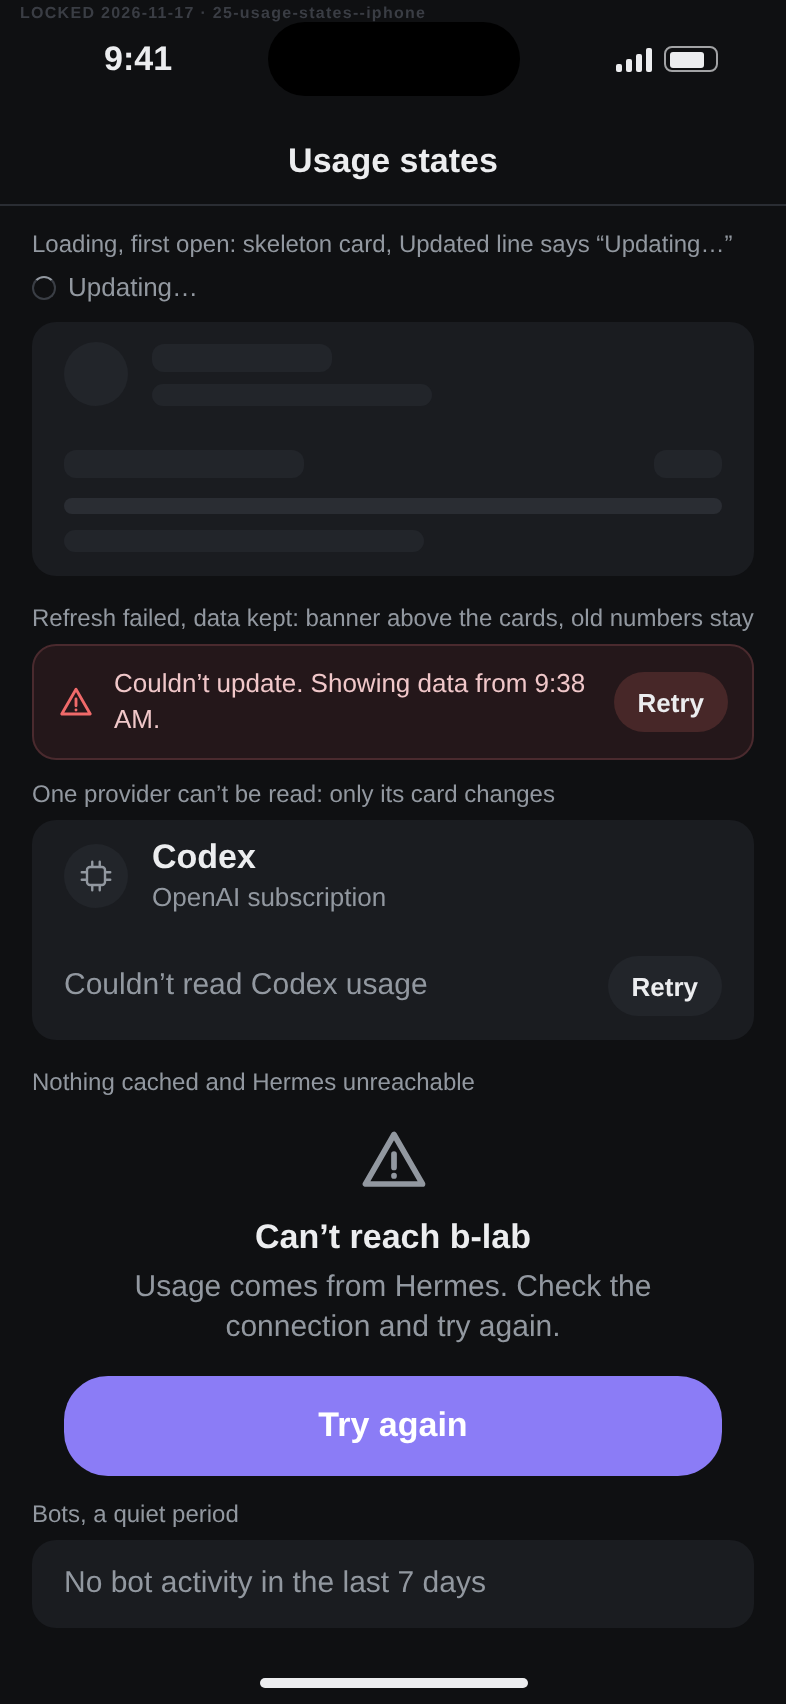 LOCKED 2026-11-17 · 25-usage-states--iphone
9:41
Usage states
Loading, first open: skeleton card, Updated line says “Updating…”
Updating…
Refresh failed, data kept: banner above the cards, old numbers stay
Couldn’t update. Showing data from 9:38
AM.
Retry
One provider can’t be read: only its card changes
Codex
OpenAI subscription
Couldn’t read Codex usage
Retry
Nothing cached and Hermes unreachable
Can’t reach b-lab
Usage comes from Hermes. Check the
connection and try again.
Try again
Bots, a quiet period
No bot activity in the last 7 days